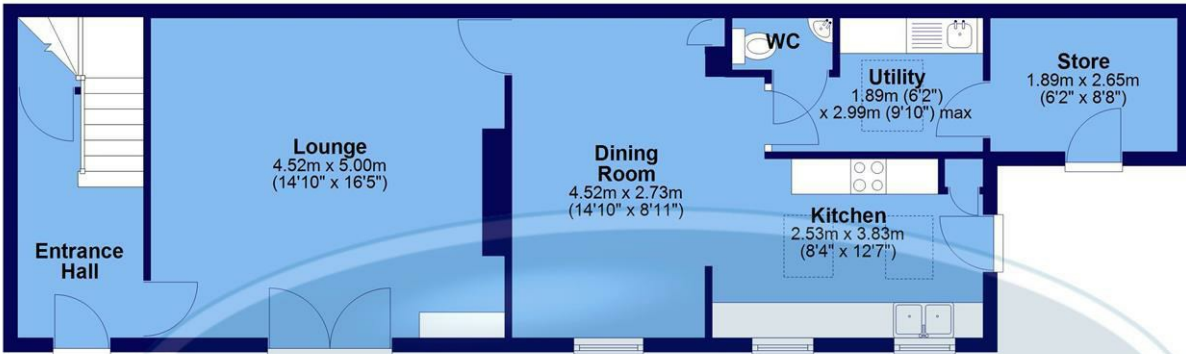 Entrance
Hall
Lounge
4.52m x 5.00m
(14'10" x 16'5")
Dining
Room
4.52m x 2.73m
(14'10" x 8'11")
WC
Utility
1.89m (6'2")
x 2.99m (9'10") max
Store
1.89m x 2.65m
(6'2" x 8'8")
Kitchen
2.53m x 3.83m
(8'4" x 12'7")